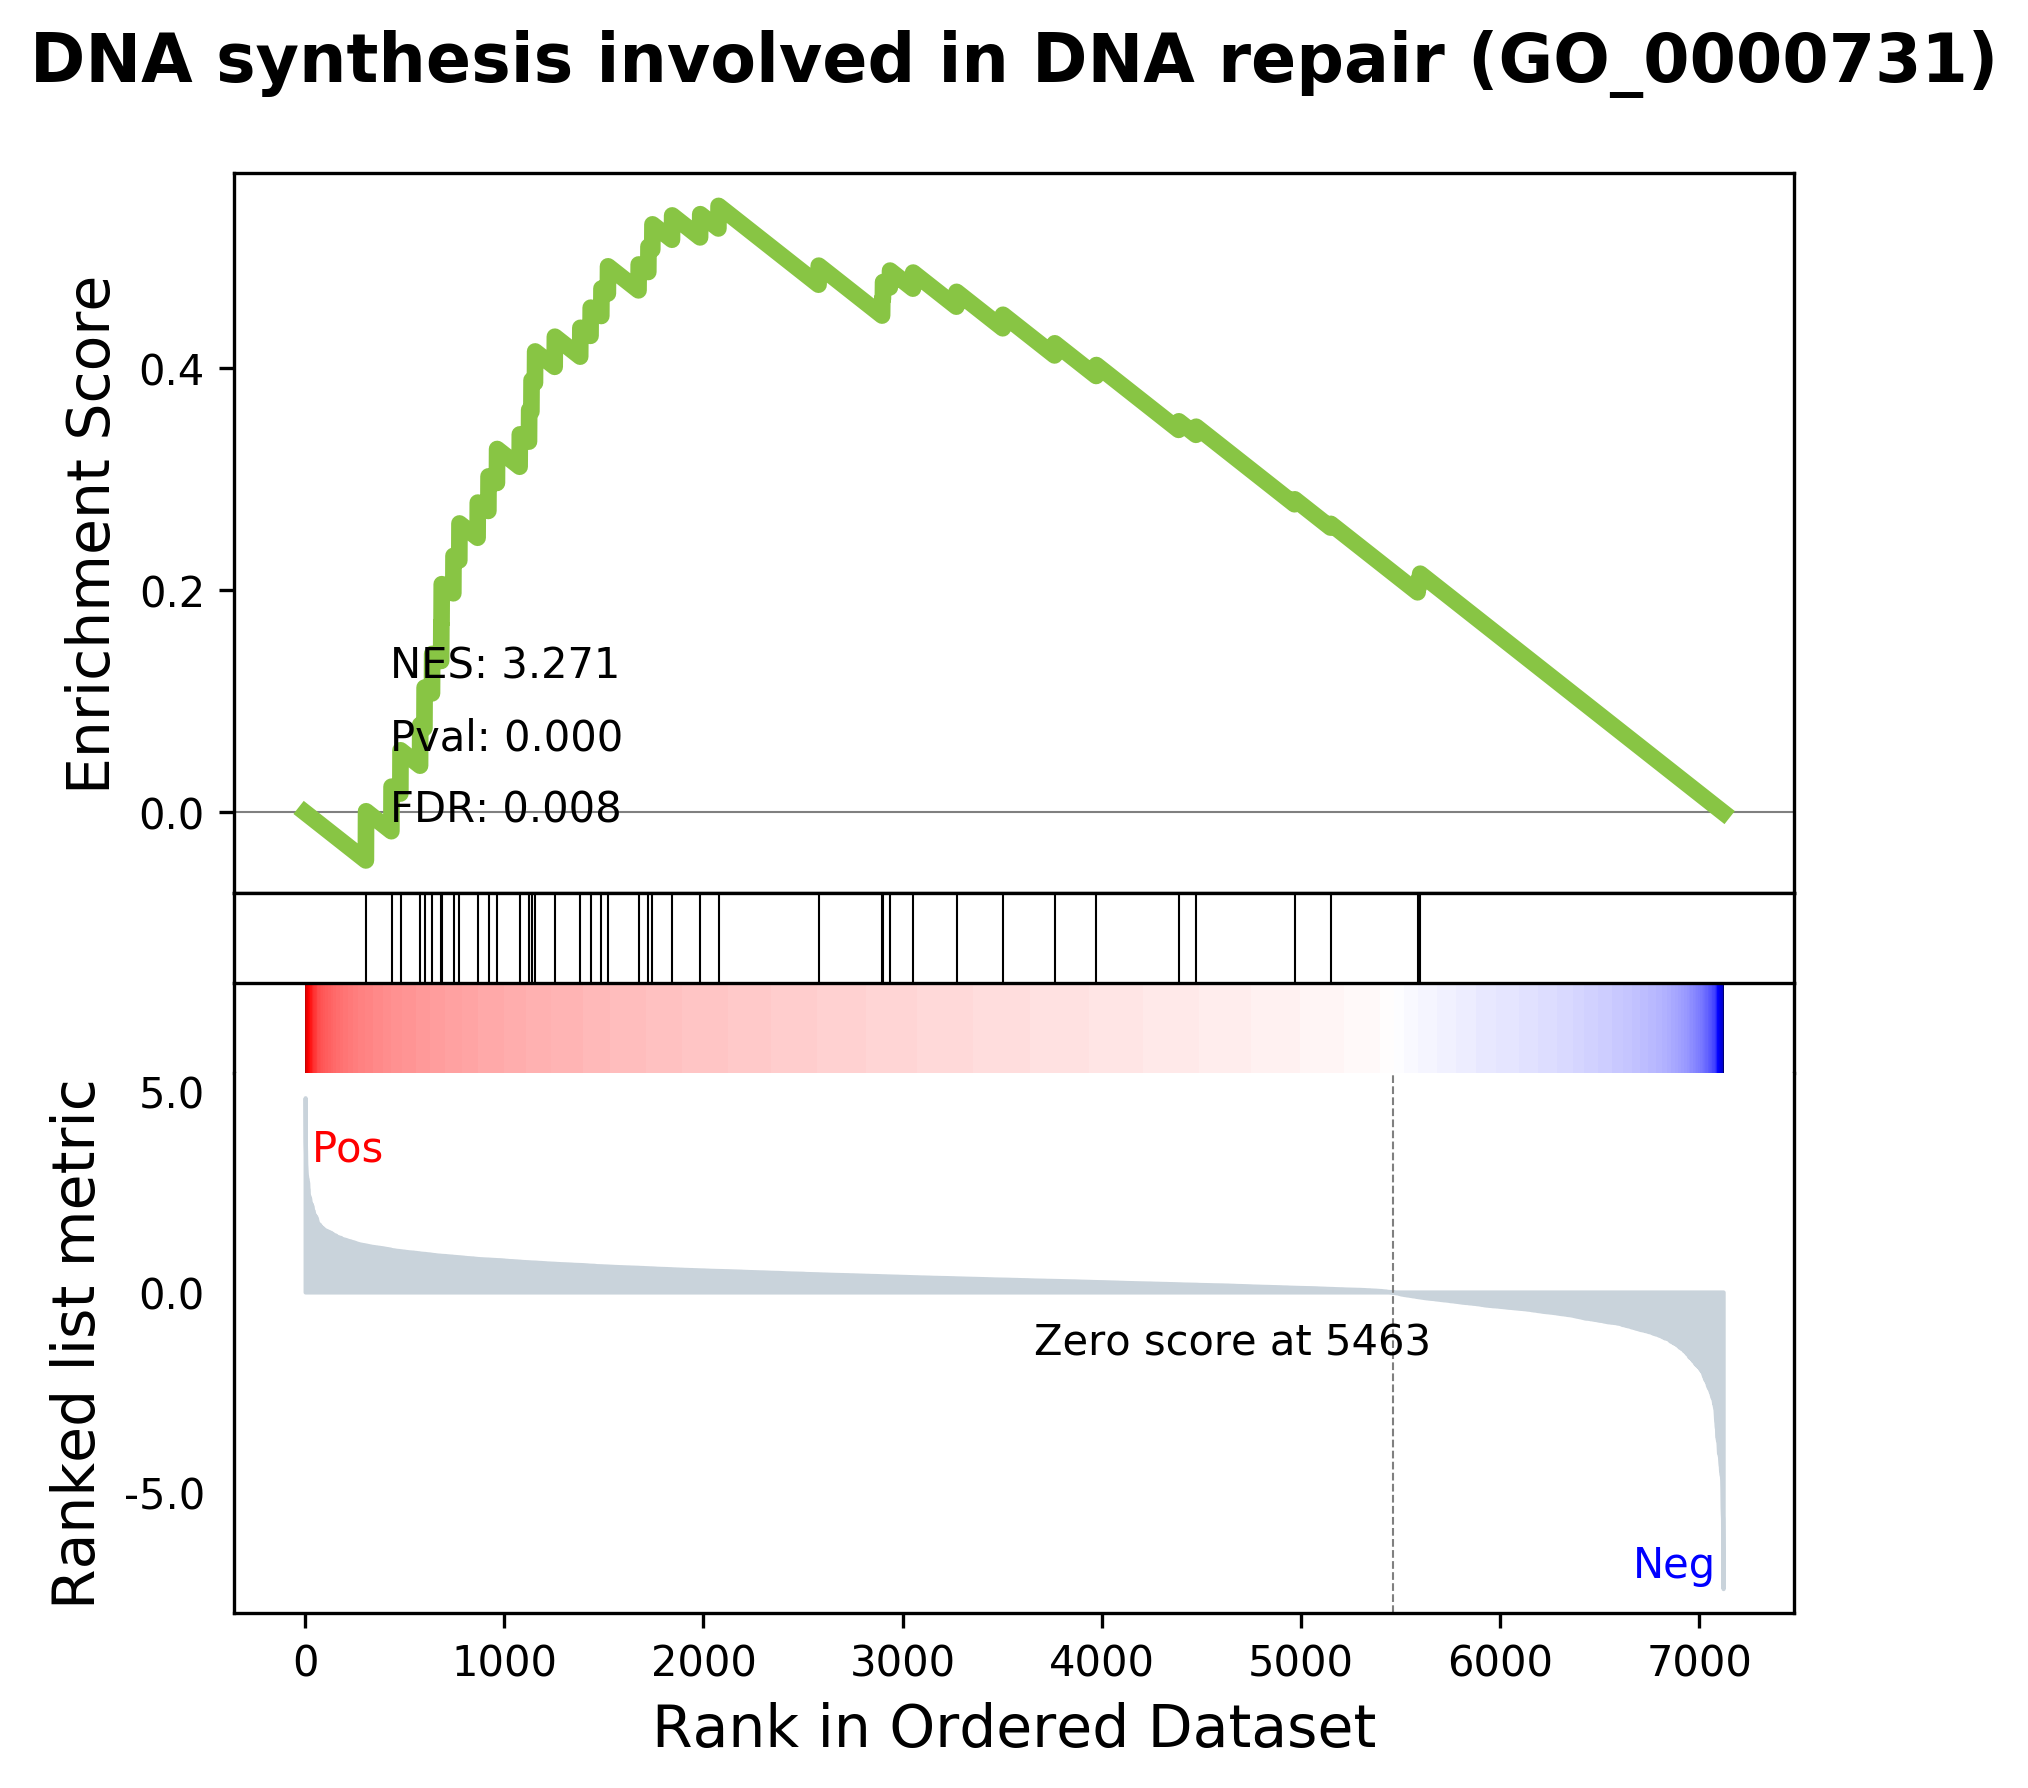 DNA synthesis involved in DNA repair (GO_0000731)
Enrichment Score
0.4
0.2
0.0
NES: 3.271
Pval: 0.000
FDR: 0.008
Ranked list metric
5.0
0.0
-5.0
Pos
Zero score at 5463
Neg
0 1000 2000 3000 4000 5000 6000 7000
Rank in Ordered Dataset